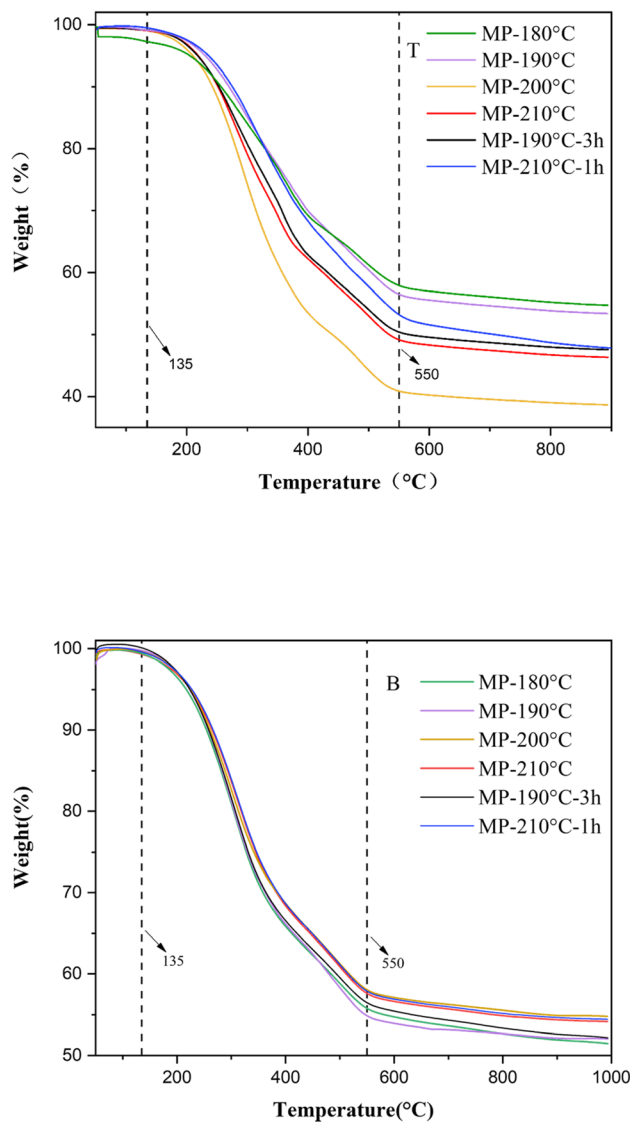 100
80
60
40
Weight（%）
T
MP-180°C
MP-190°C
MP-200°C
MP-210°C
MP-190°C-3h
MP-210°C-1h
135
550
200
400
600
800
Temperature（°C）
100
90
80
70
60
50
Weight(%)
B
MP-180°C
MP-190°C
MP-200°C
MP-210°C
MP-190°C-3h
MP-210°C-1h
135
550
200
400
600
800
1000
Temperature(°C)